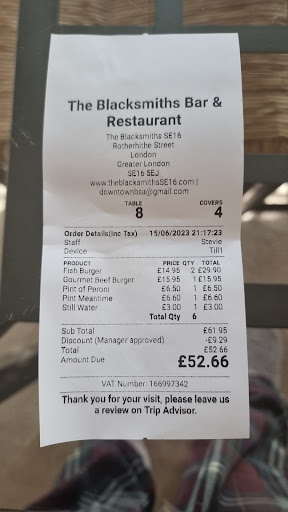 The Blacksmiths Bar &
Restaurant
The Blacksmiths SE16
Rotherhithe Street
London
Greater London
SE16 5EJ
www.theblacksmithsSE16.com |
downtownbsa@gmail.com
TABLE COVERS
8 4
Order Details(Inc Tax) 15/06/2023 21:17:23
Staff Stevie
Device Till1
PRODUCT PRICE QTY TOTAL
Fish Burger £14.95 2 £29.90
Gourmet Beef Burger £15.95 1 £15.95
Pint of Peroni £6.50 1 £6.50
Pint Meantime £6.60 1 £6.60
Still Water £3.00 1 £3.00
Total Qty 6
Sub Total £61.95
Discount (Manager approved) -£9.29
Total £52.66
Amount Due £52.66
VAT Number: 166997342
Thank you for your visit, please leave us
a review on Trip Advisor.